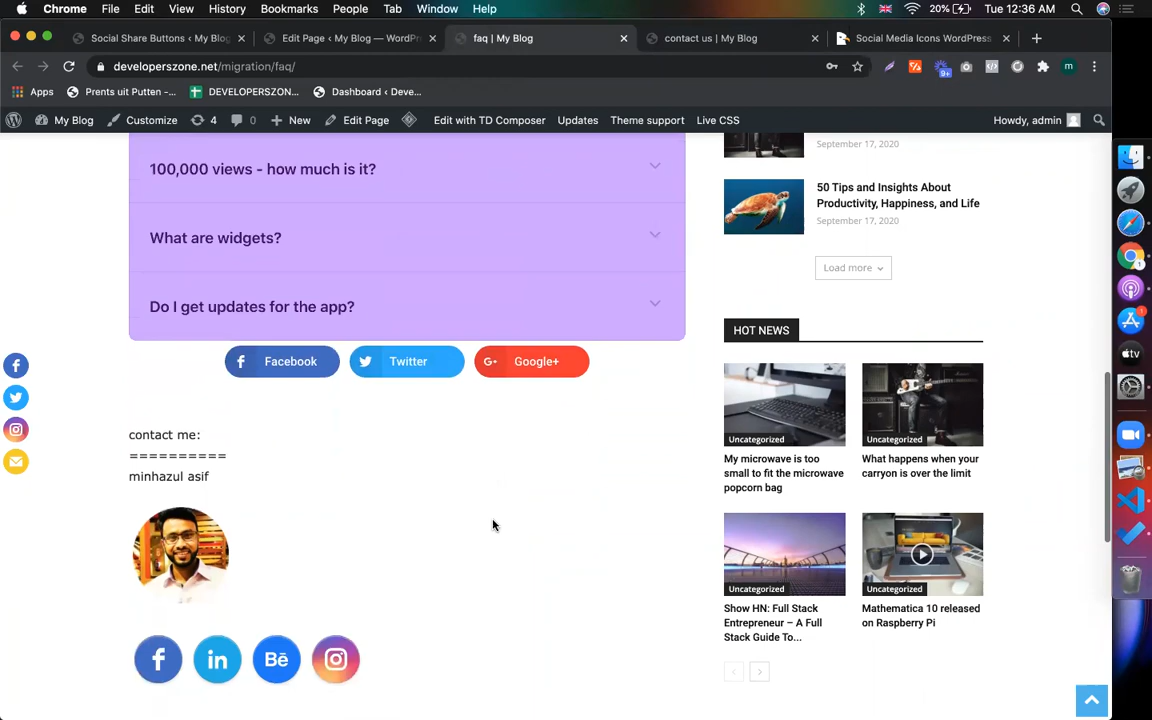 Chrome File Edit View History Bookmarks People Tab Window Help 20% Tue 12:36 AM
Social Share Buttons ‹ My Blog Edit Page ‹ My Blog — WordPr faq | My Blog contact us | My Blog Social Media Icons WordPress
developerszone.net/migration/faq/ 9+ m
Apps Prents uit Putten -... DEVELOPERSZON... Dashboard ‹ Deve...
My Blog Customize 4 0 New Edit Page Edit with TD Composer Updates Theme support Live CSS Howdy, admin
100,000 views - how much is it?
What are widgets?
Do I get updates for the app?
Facebook Twitter G+ Google+
contact me:
==========
minhazul asif
f in Bē
September 17, 2020
50 Tips and Insights About
Productivity, Happiness, and Life
September 17, 2020
Load more
HOT NEWS
Uncategorized
My microwave is too
small to fit the microwave
popcorn bag
Uncategorized
What happens when your
carryon is over the limit
Uncategorized
Show HN: Full Stack
Entrepreneur – A Full
Stack Guide To...
Uncategorized
Mathematica 10 released
on Raspberry Pi
tv